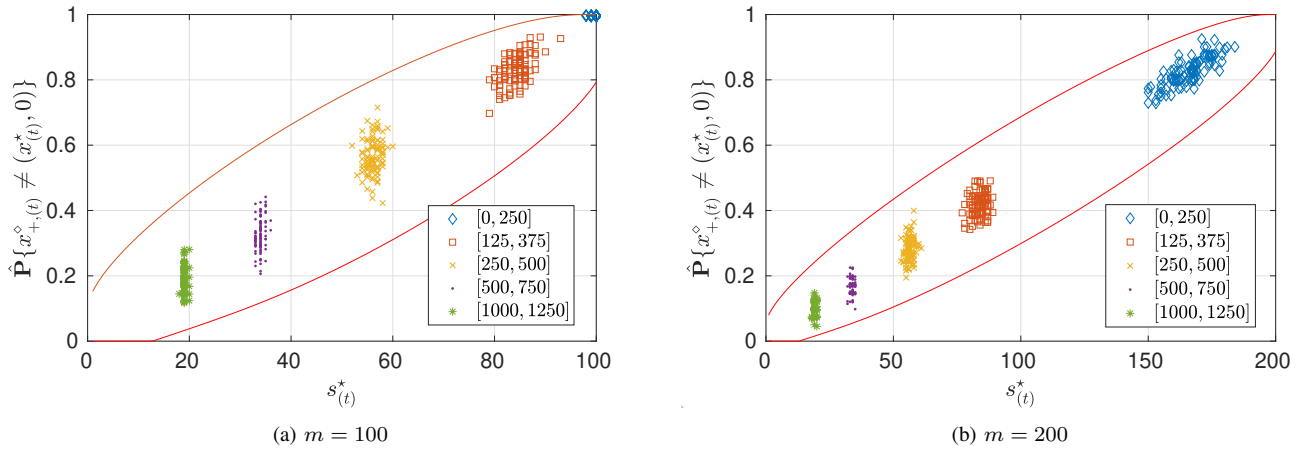 1
0.8
0.6
0.4
0.2
0
0 20 40 60 80 100
P̂{x⋄+,(t) ≠ (x⋆(t), 0)}
s⋆(t)
[0, 250]
[125, 375]
[250, 500]
[500, 750]
[1000, 1250]
(a) m = 100
1
0.8
0.6
0.4
0.2
0
0 50 100 150 200
P̂{x⋄+,(t) ≠ (x⋆(t), 0)}
s⋆(t)
[0, 250]
[125, 375]
[250, 500]
[500, 750]
[1000, 1250]
(b) m = 200